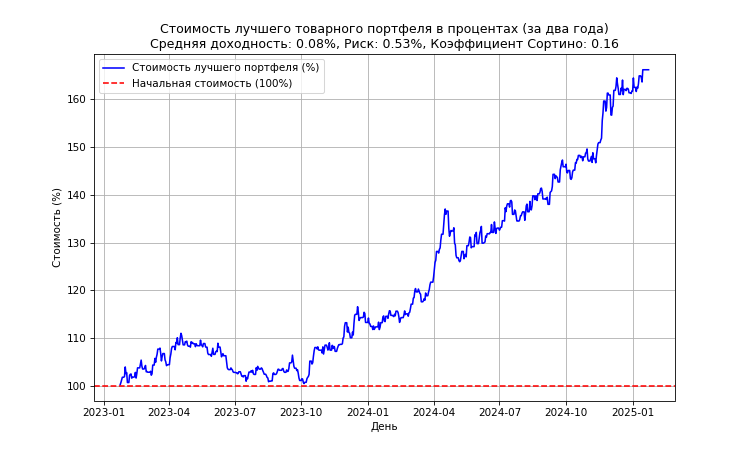 Стоимость лучшего товарного портфеля в процентах (за два года)
Средняя доходность: 0.08%, Риск: 0.53%, Коэффициент Сортино: 0.16
Стоимость лучшего портфеля (%)
Начальная стоимость (100%)
Стоимость (%)
160
150
140
130
120
110
100
2023-01 2023-04 2023-07 2023-10 2024-01 2024-04 2024-07 2024-10 2025-01
День